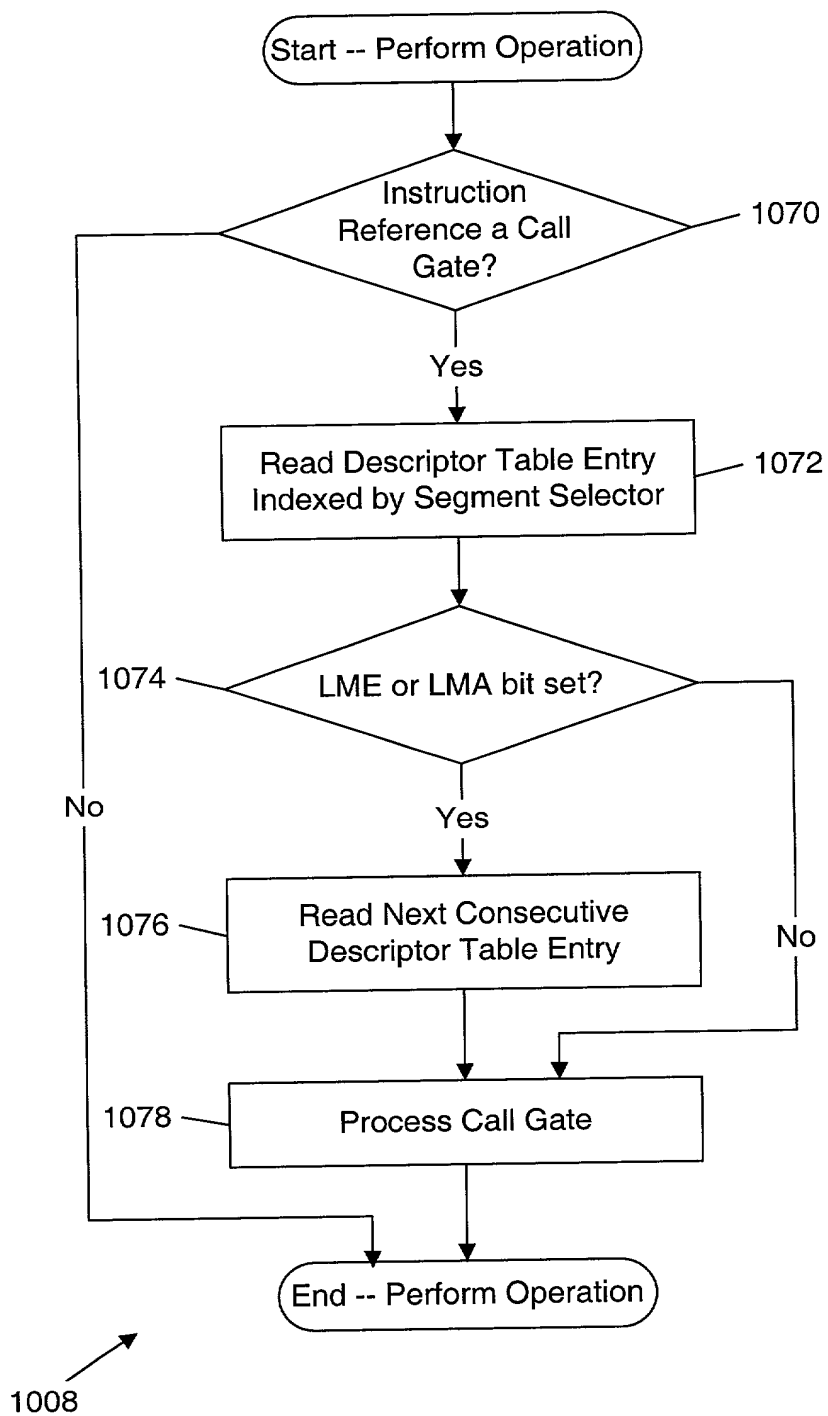 Start -- Perform Operation
Instruction
Reference a Call
Gate?
1070
Yes
Read Descriptor Table Entry
Indexed by Segment Selector
1072
1074
LME or LMA bit set?
No
Yes
1076
Read Next Consecutive
Descriptor Table Entry
No
1078
Process Call Gate
End -- Perform Operation
1008